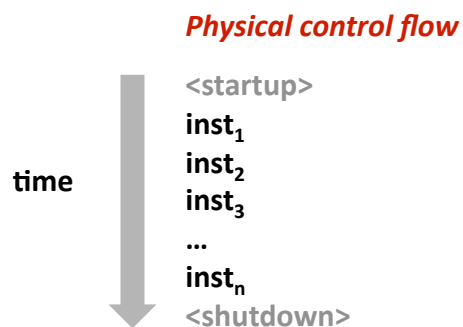 Physical control flow
<startup>
inst₁
inst₂
time
inst₃
…
instₙ
<shutdown>